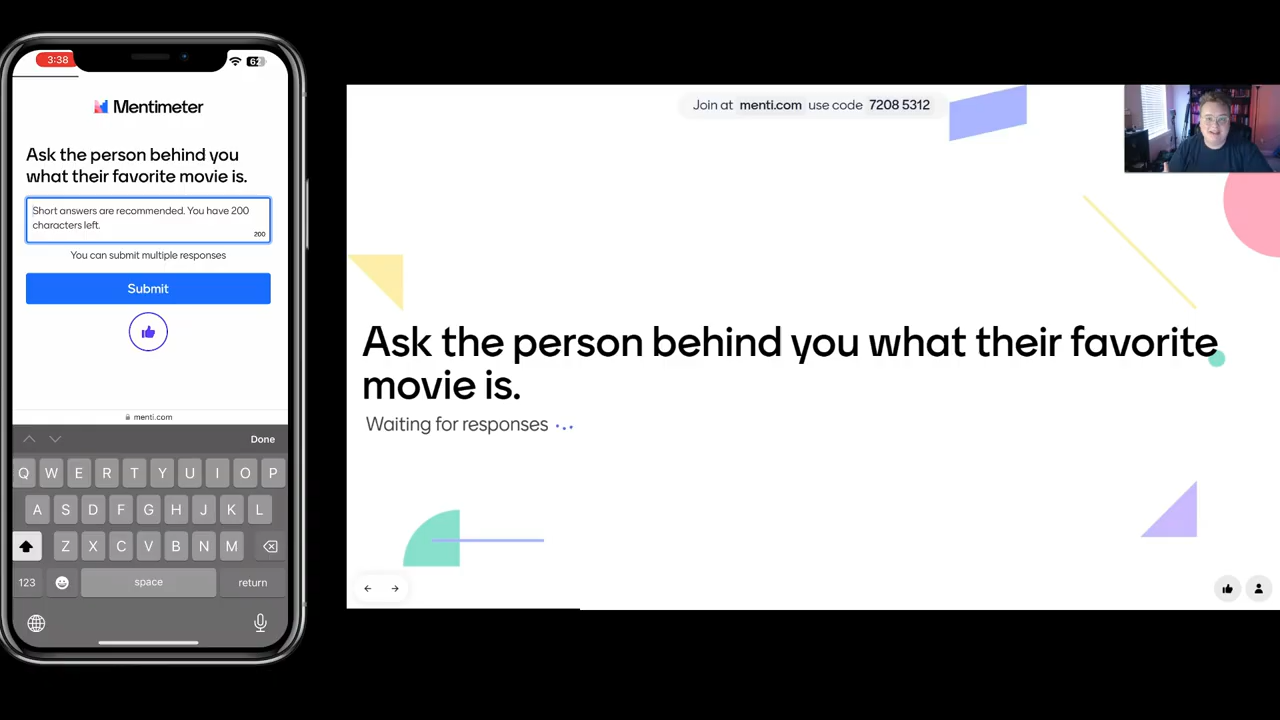 3:38
62
Mentimeter
Ask the person behind you
what their favorite movie is.
Short answers are recommended. You have 200
characters left.
200
You can submit multiple responses
Submit
menti.com
Done
Q W E R T Y U I O P
A S D F G H J K L
Z X C V B N M
123 space return
Join at menti.com use code 7208 5312
Ask the person behind you what their favorite
movie is.
Waiting for responses